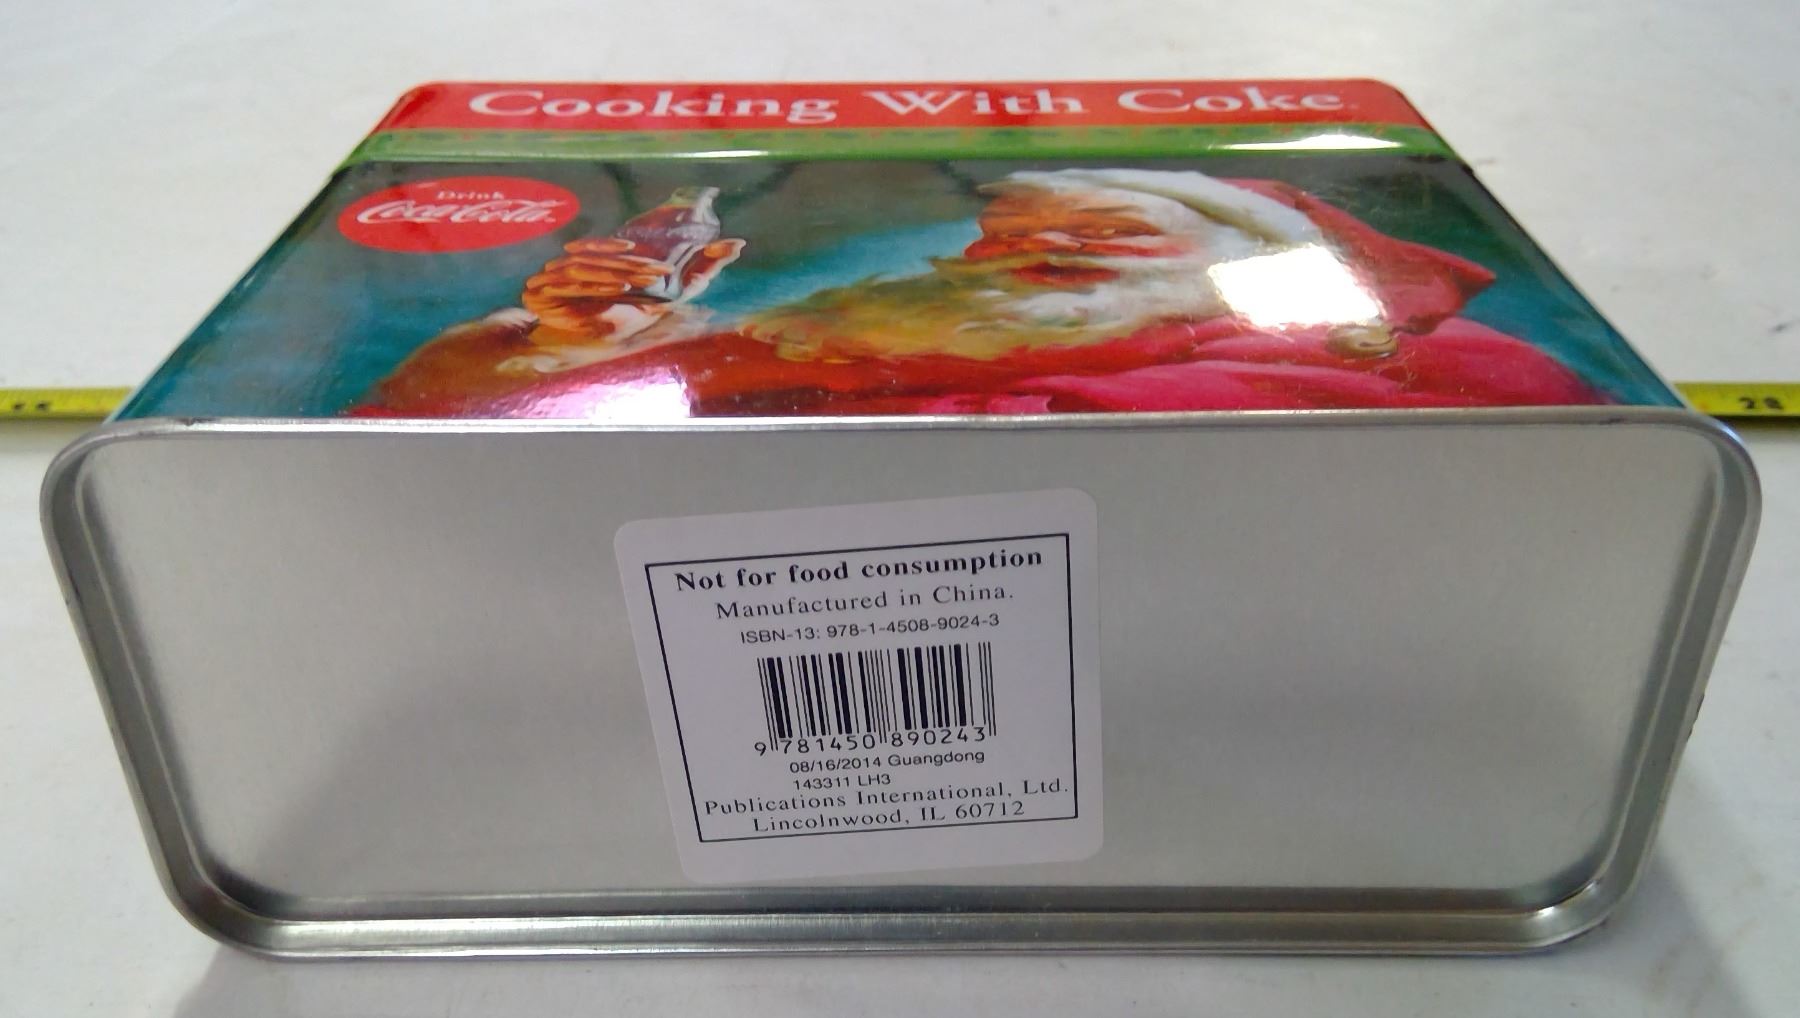 Cooking With Coke
Drink
Coca-Cola
28
Not for food consumption
Manufactured in China.
ISBN-13: 978-1-4508-9024-3
9 781450 890243
08/16/2014 Guangdong
143311 LH3
Publications International, Ltd.
Lincolnwood, IL 60712